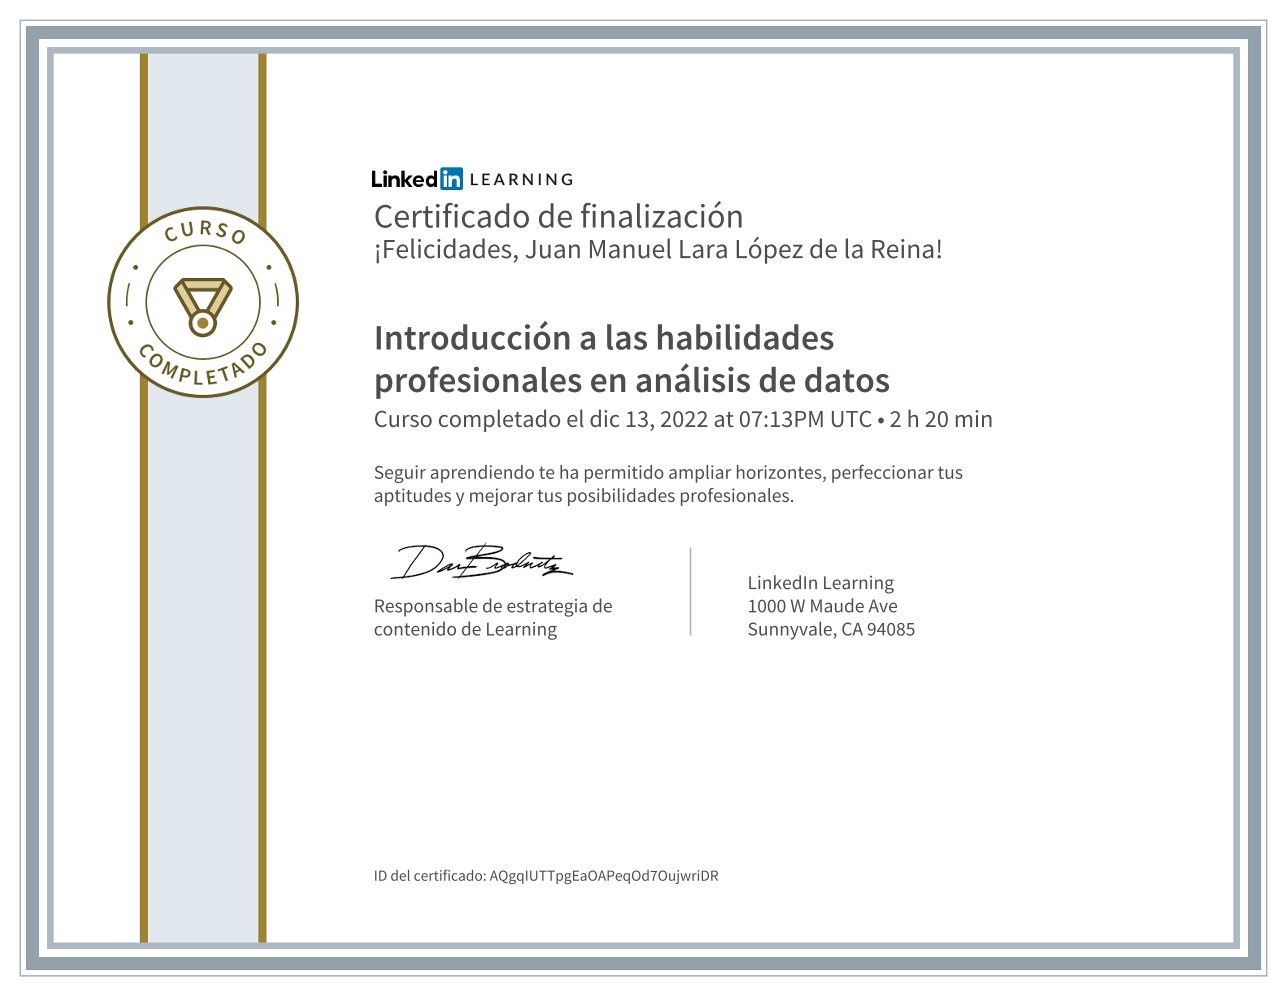 LinkedIn LEARNING
Certificado de finalización
¡Felicidades, Juan Manuel Lara López de la Reina!
CURSO
COMPLETADO
Introducción a las habilidades
profesionales en análisis de datos
Curso completado el dic 13, 2022 at 07:13PM UTC • 2 h 20 min
Seguir aprendiendo te ha permitido ampliar horizontes, perfeccionar tus
aptitudes y mejorar tus posibilidades profesionales.
Dan Brodnitz
Responsable de estrategia de
contenido de Learning
LinkedIn Learning
1000 W Maude Ave
Sunnyvale, CA 94085
ID del certificado: AQgqIUTTpgEaOAPeqOd7OujwriDR